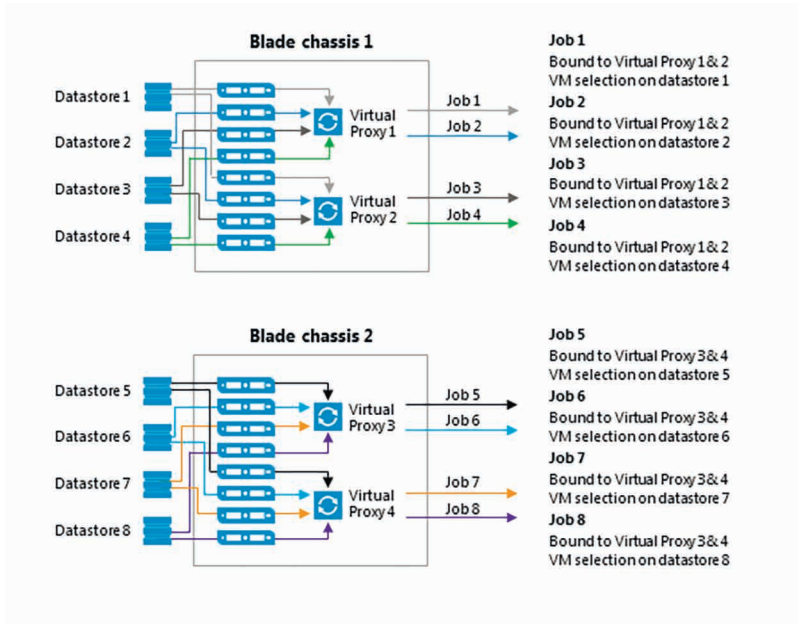 Blade chassis 1
Datastore 1
Datastore 2
Datastore 3
Datastore 4
Virtual
Proxy 1
Virtual
Proxy 2
Job 1
Job 2
Job 3
Job 4
Job 1
Bound to Virtual Proxy 1 & 2
VM selection on datastore 1
Job 2
Bound to Virtual Proxy 1 & 2
VM selection on datastore 2
Job 3
Bound to Virtual Proxy 1 & 2
VM selection on datastore 3
Job 4
Bound to Virtual Proxy 1 & 2
VM selection on datastore 4
Blade chassis 2
Datastore 5
Datastore 6
Datastore 7
Datastore 8
Virtual
Proxy 3
Virtual
Proxy 4
Job 5
Job 6
Job 7
Job 8
Job 5
Bound to Virtual Proxy 3 & 4
VM selection on datastore 5
Job 6
Bound to Virtual Proxy 3 & 4
VM selection on datastore 6
Job 7
Bound to Virtual Proxy 3 & 4
VM selection on datastore 7
Job 8
Bound to Virtual Proxy 3 & 4
VM selection on datastore 8